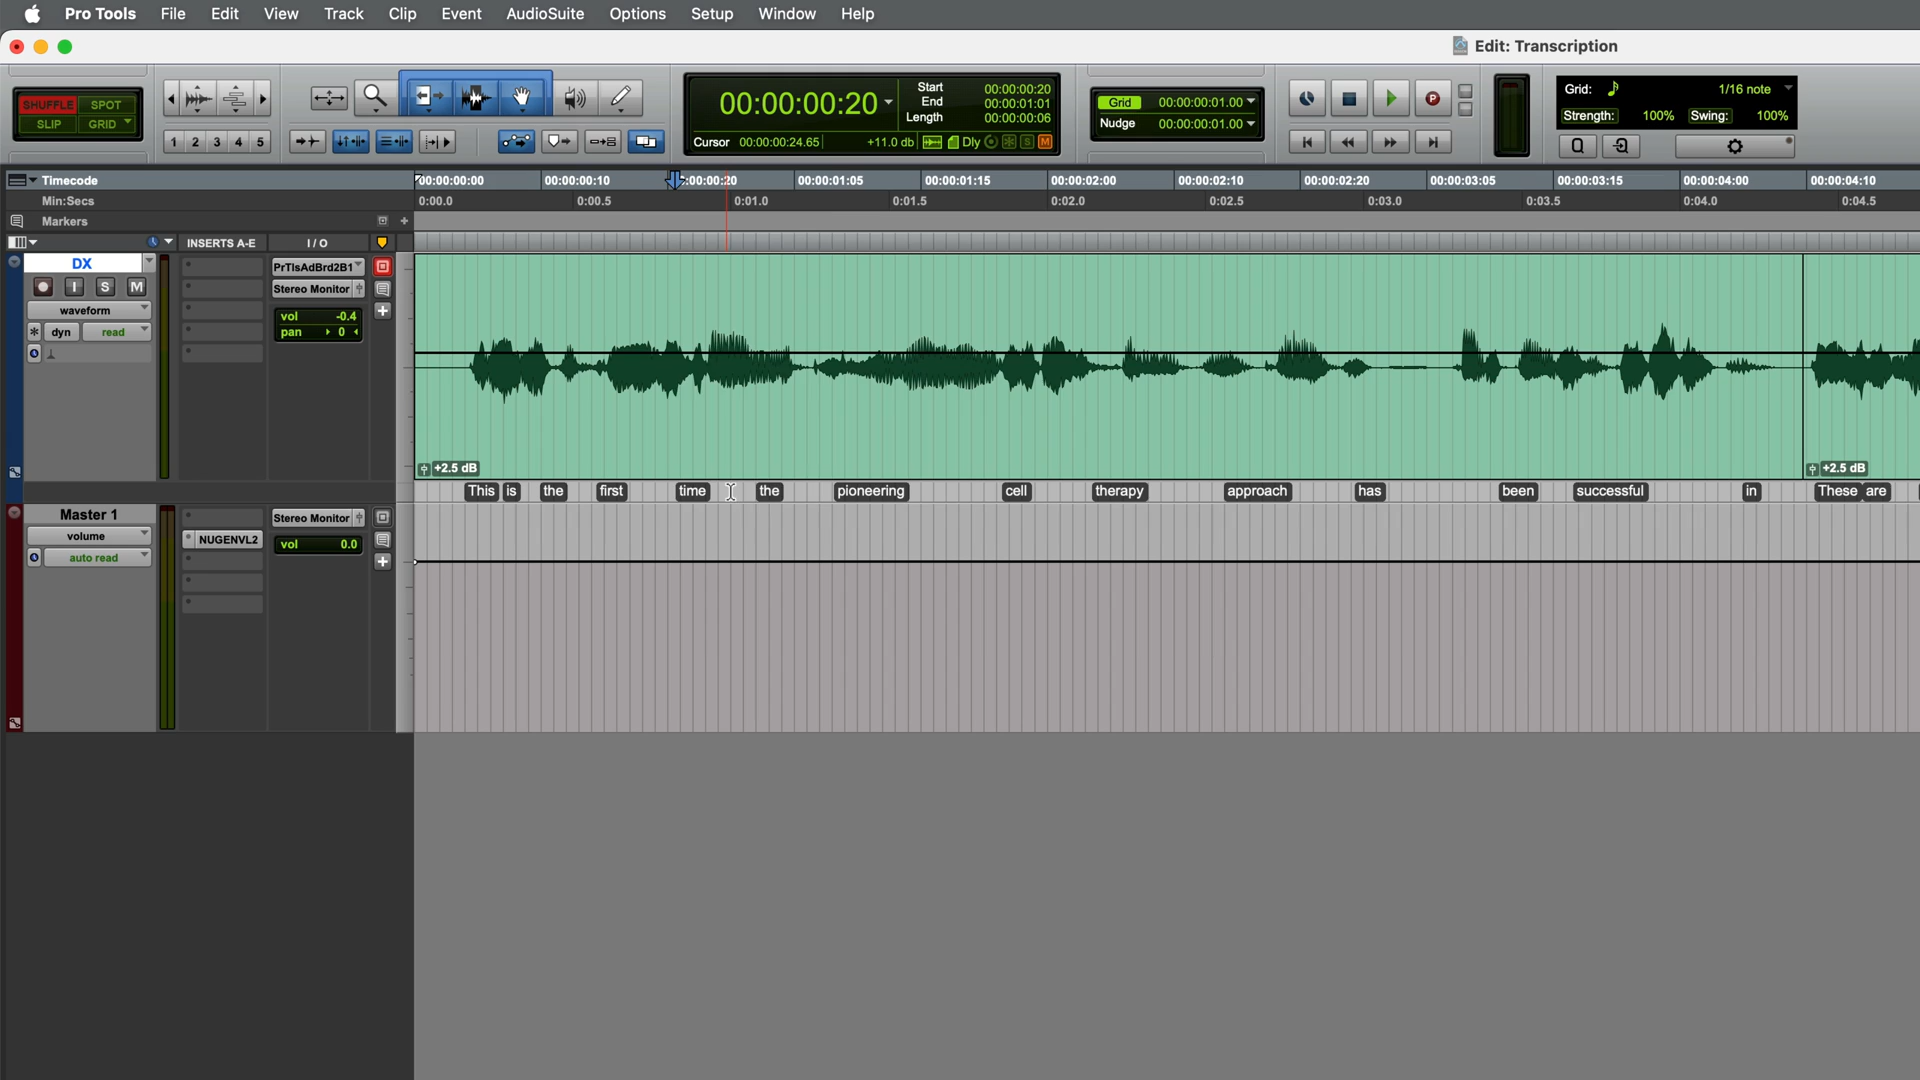 Pro Tools File Edit View Track Clip Event AudioSuite Options Setup Window Help
Edit: Transcription
SHUFFLE SPOT
SLIP GRID
1 2 3 4 5
00:00:00:20
Start 00:00:00:20
End 00:00:01:01
Length 00:00:00:06
Cursor 00:00:00:24.65 +11.0 db Dly S M
Grid 00:00:00:01.00
Nudge 00:00:00:01.00
P
Grid: 1/16 note
Strength: 100% Swing: 100%
Q
Timecode 00:00:00:00 00:00:00:10 :00:00:20 00:00:01:05 00:00:01:15 00:00:02:00 00:00:02:10 00:00:02:20 00:00:03:05 00:00:03:15 00:00:04:00 00:00:04:10
Min:Secs 0:00.0 0:00.5 0:01.0 0:01.5 0:02.0 0:02.5 0:03.0 0:03.5 0:04.0 0:04.5
Markers
INSERTS A-E I / O
DX PrTlsAdBrd2B1
I S M Stereo Monitor
waveform vol -0.4
dyn read pan 0
+2.5 dB +2.5 dB
This is the first time the pioneering cell therapy approach has been successful in These are
Master 1 Stereo Monitor
volume NUGENVL2 vol 0.0
auto read